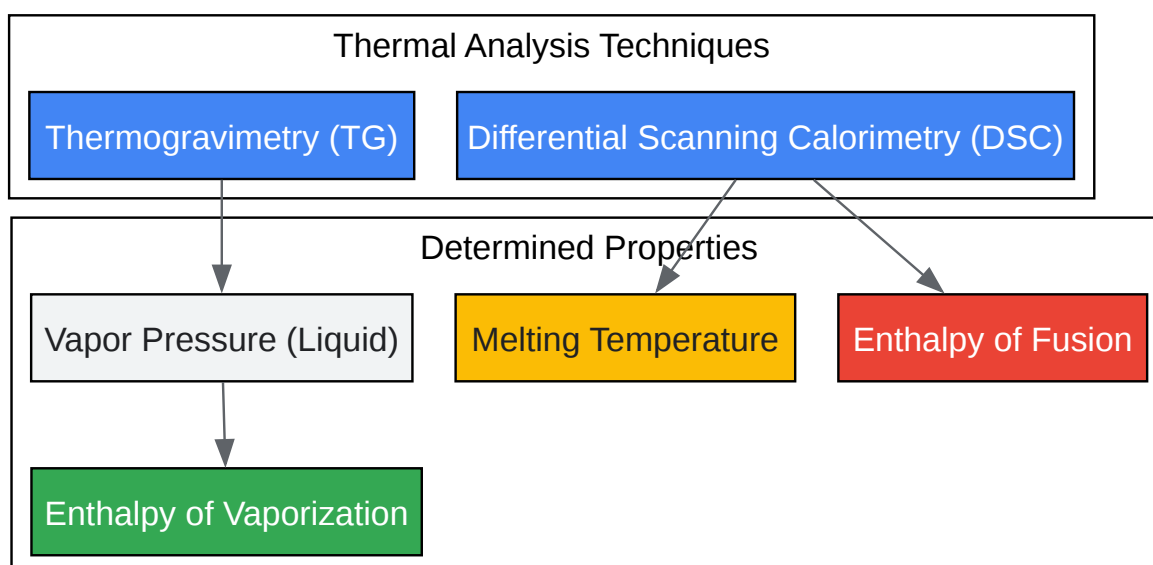 Thermal Analysis Techniques
Thermogravimetry (TG)
Differential Scanning Calorimetry (DSC)
Determined Properties
Vapor Pressure (Liquid)
Melting Temperature
Enthalpy of Fusion
Enthalpy of Vaporization